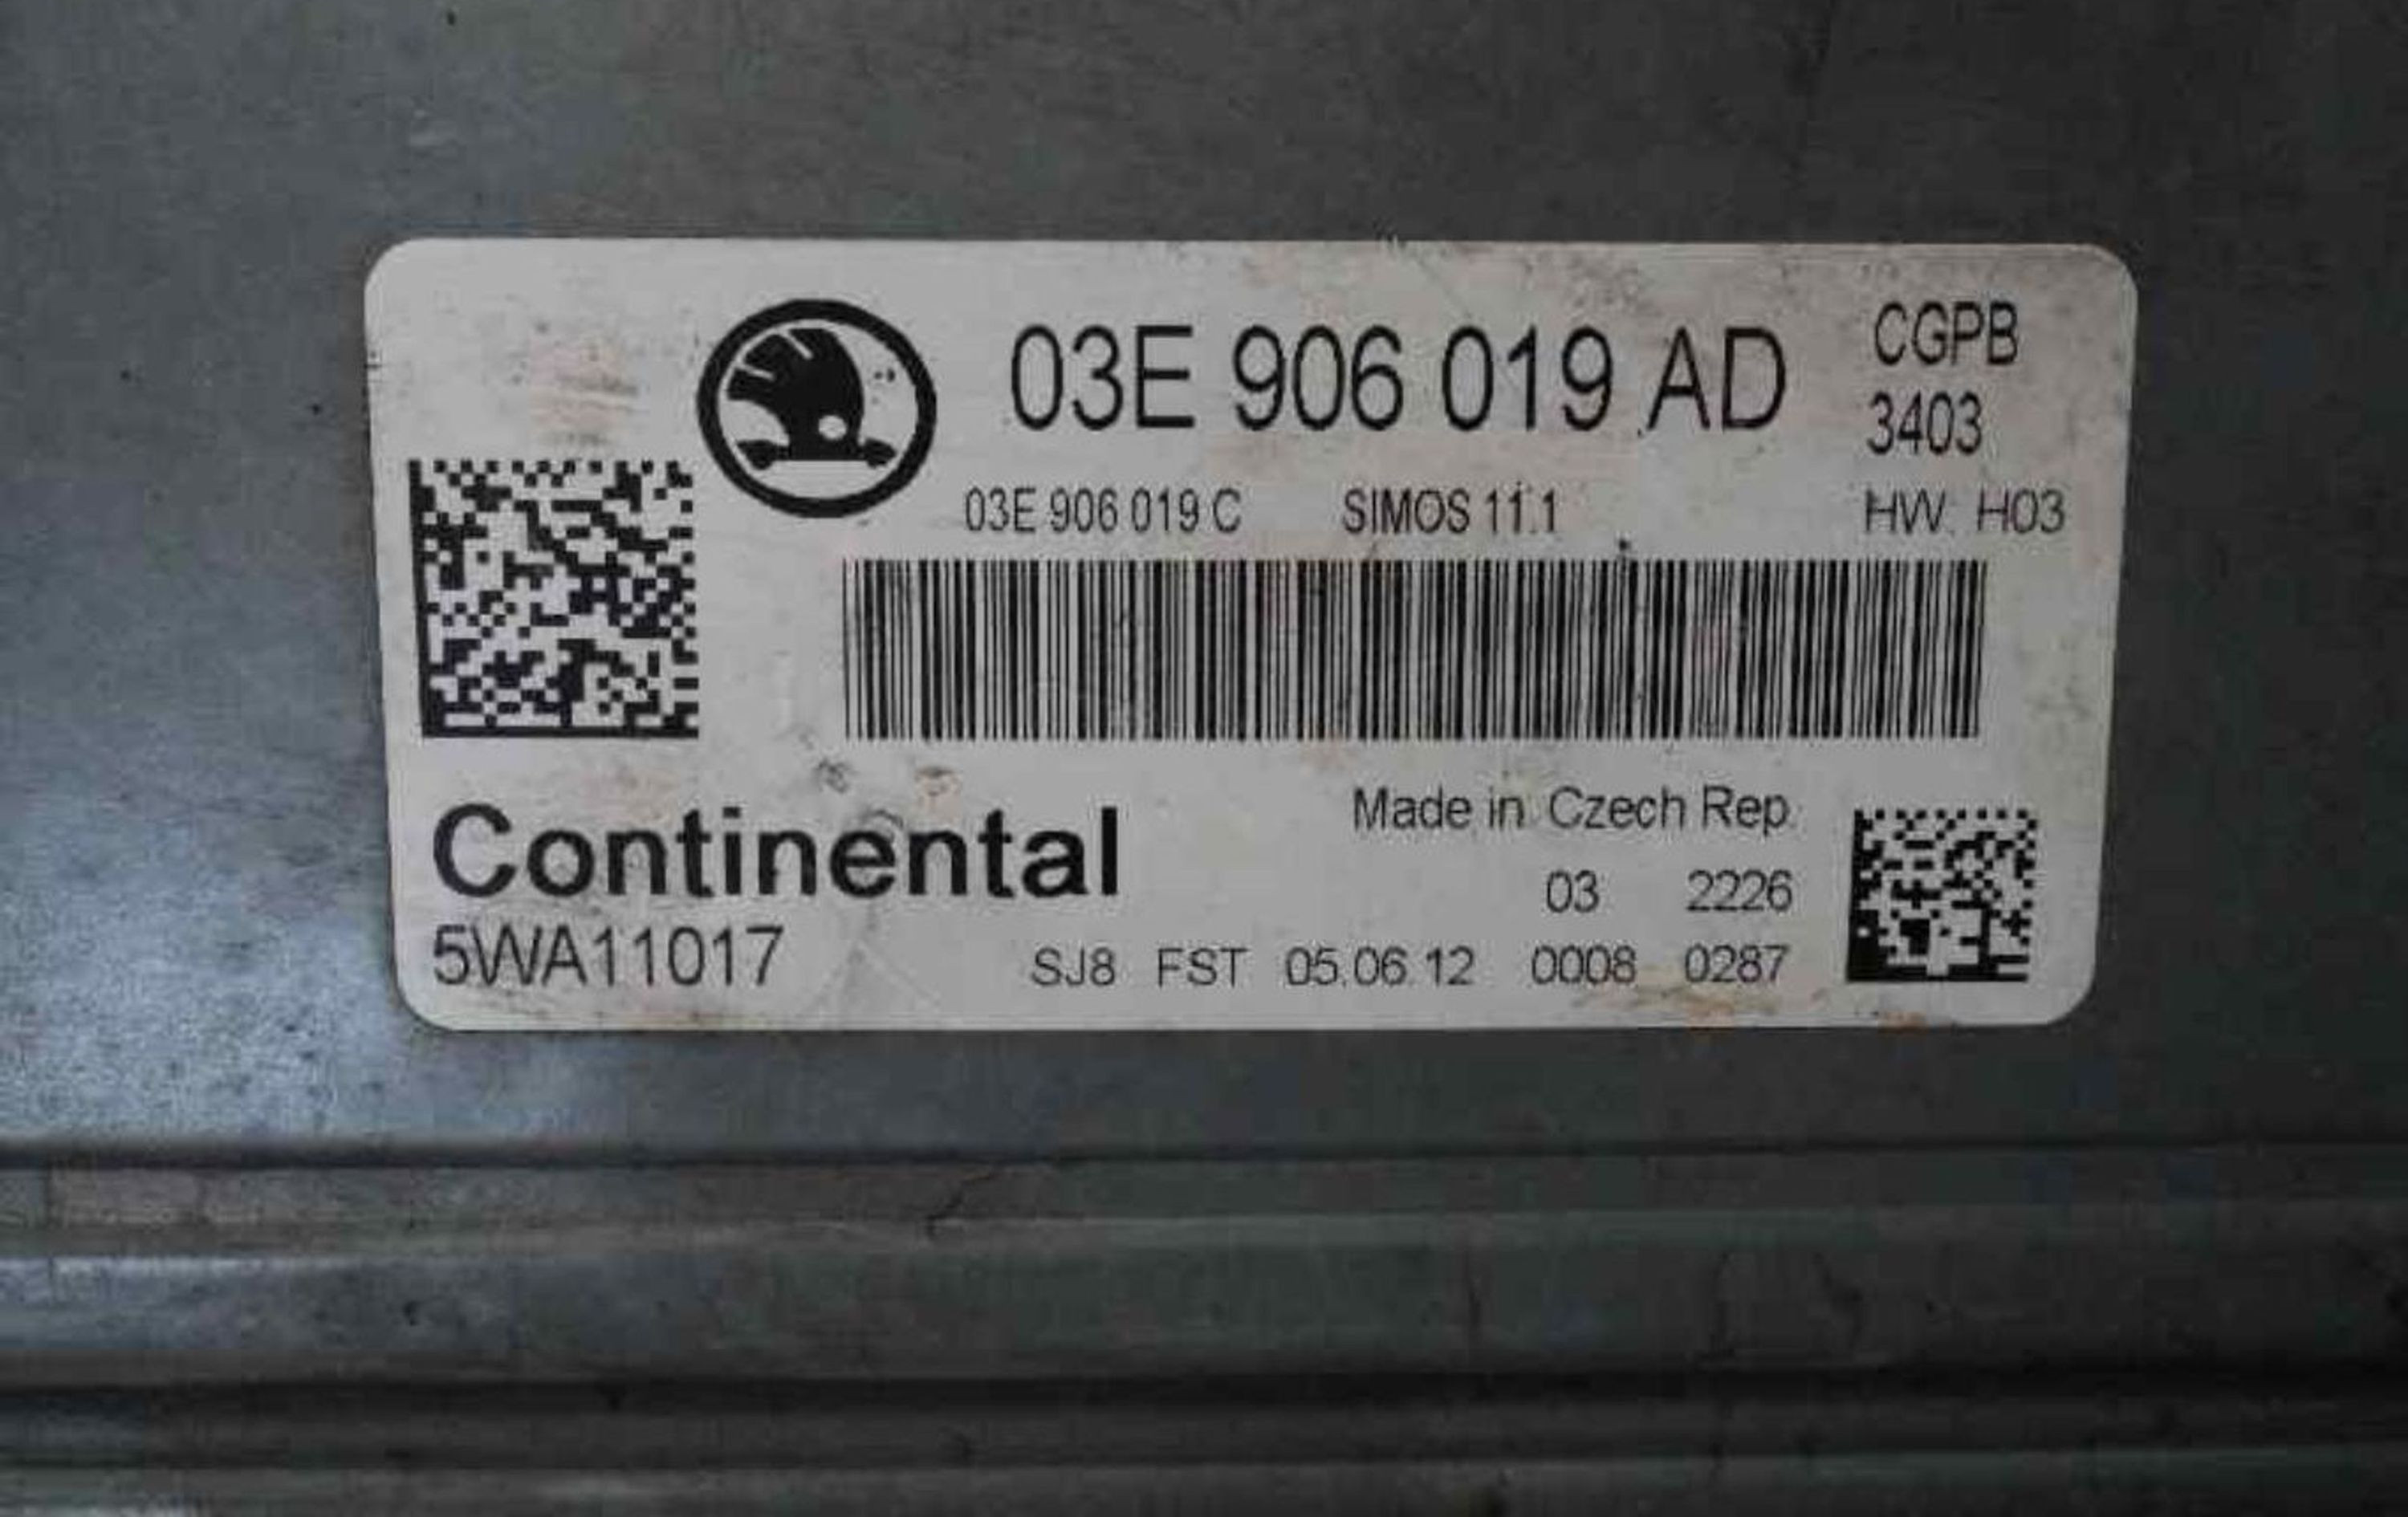 03E 906 019 AD
CGPB
3403
03E 906 019 C SIMOS 11.1 HW: H03
Made in Czech Rep.
Continental
03 2226
5WA11017 SJ8 FST 05.06.12 0008 0287